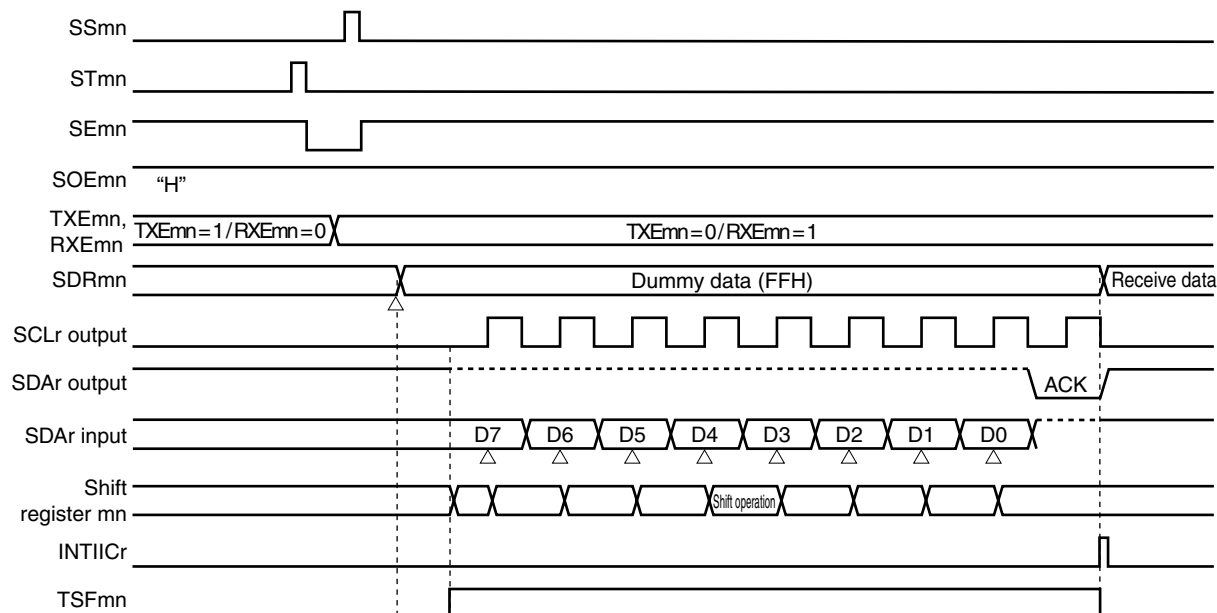 SSmn
STmn
SEmn
SOEmn “H”
TXEmn,
RXEmn TXEmn=1/RXEmn=0 TXEmn=0/RXEmn=1
SDRmn Dummy data (FFH) Receive data
SCLr output
SDAr output ACK
SDAr input D7 D6 D5 D4 D3 D2 D1 D0
Shift
register mn Shift operation
INTIICr
TSFmn